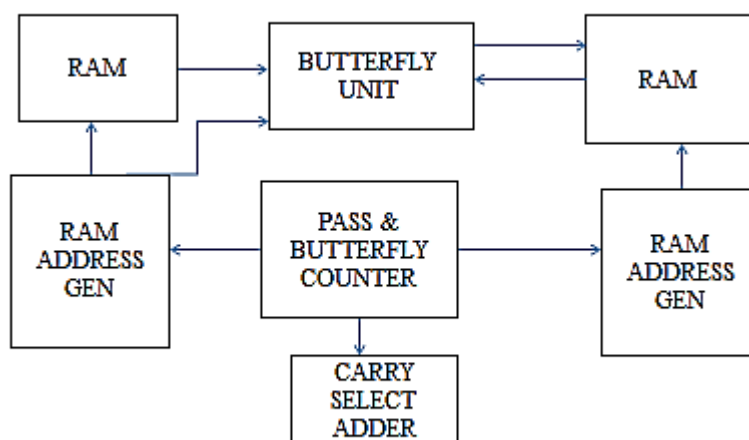 RAM
BUTTERFLY
UNIT
RAM
RAM
ADDRESS
GEN
PASS &
BUTTERFLY
COUNTER
RAM
ADDRESS
GEN
CARRY
SELECT
ADDER